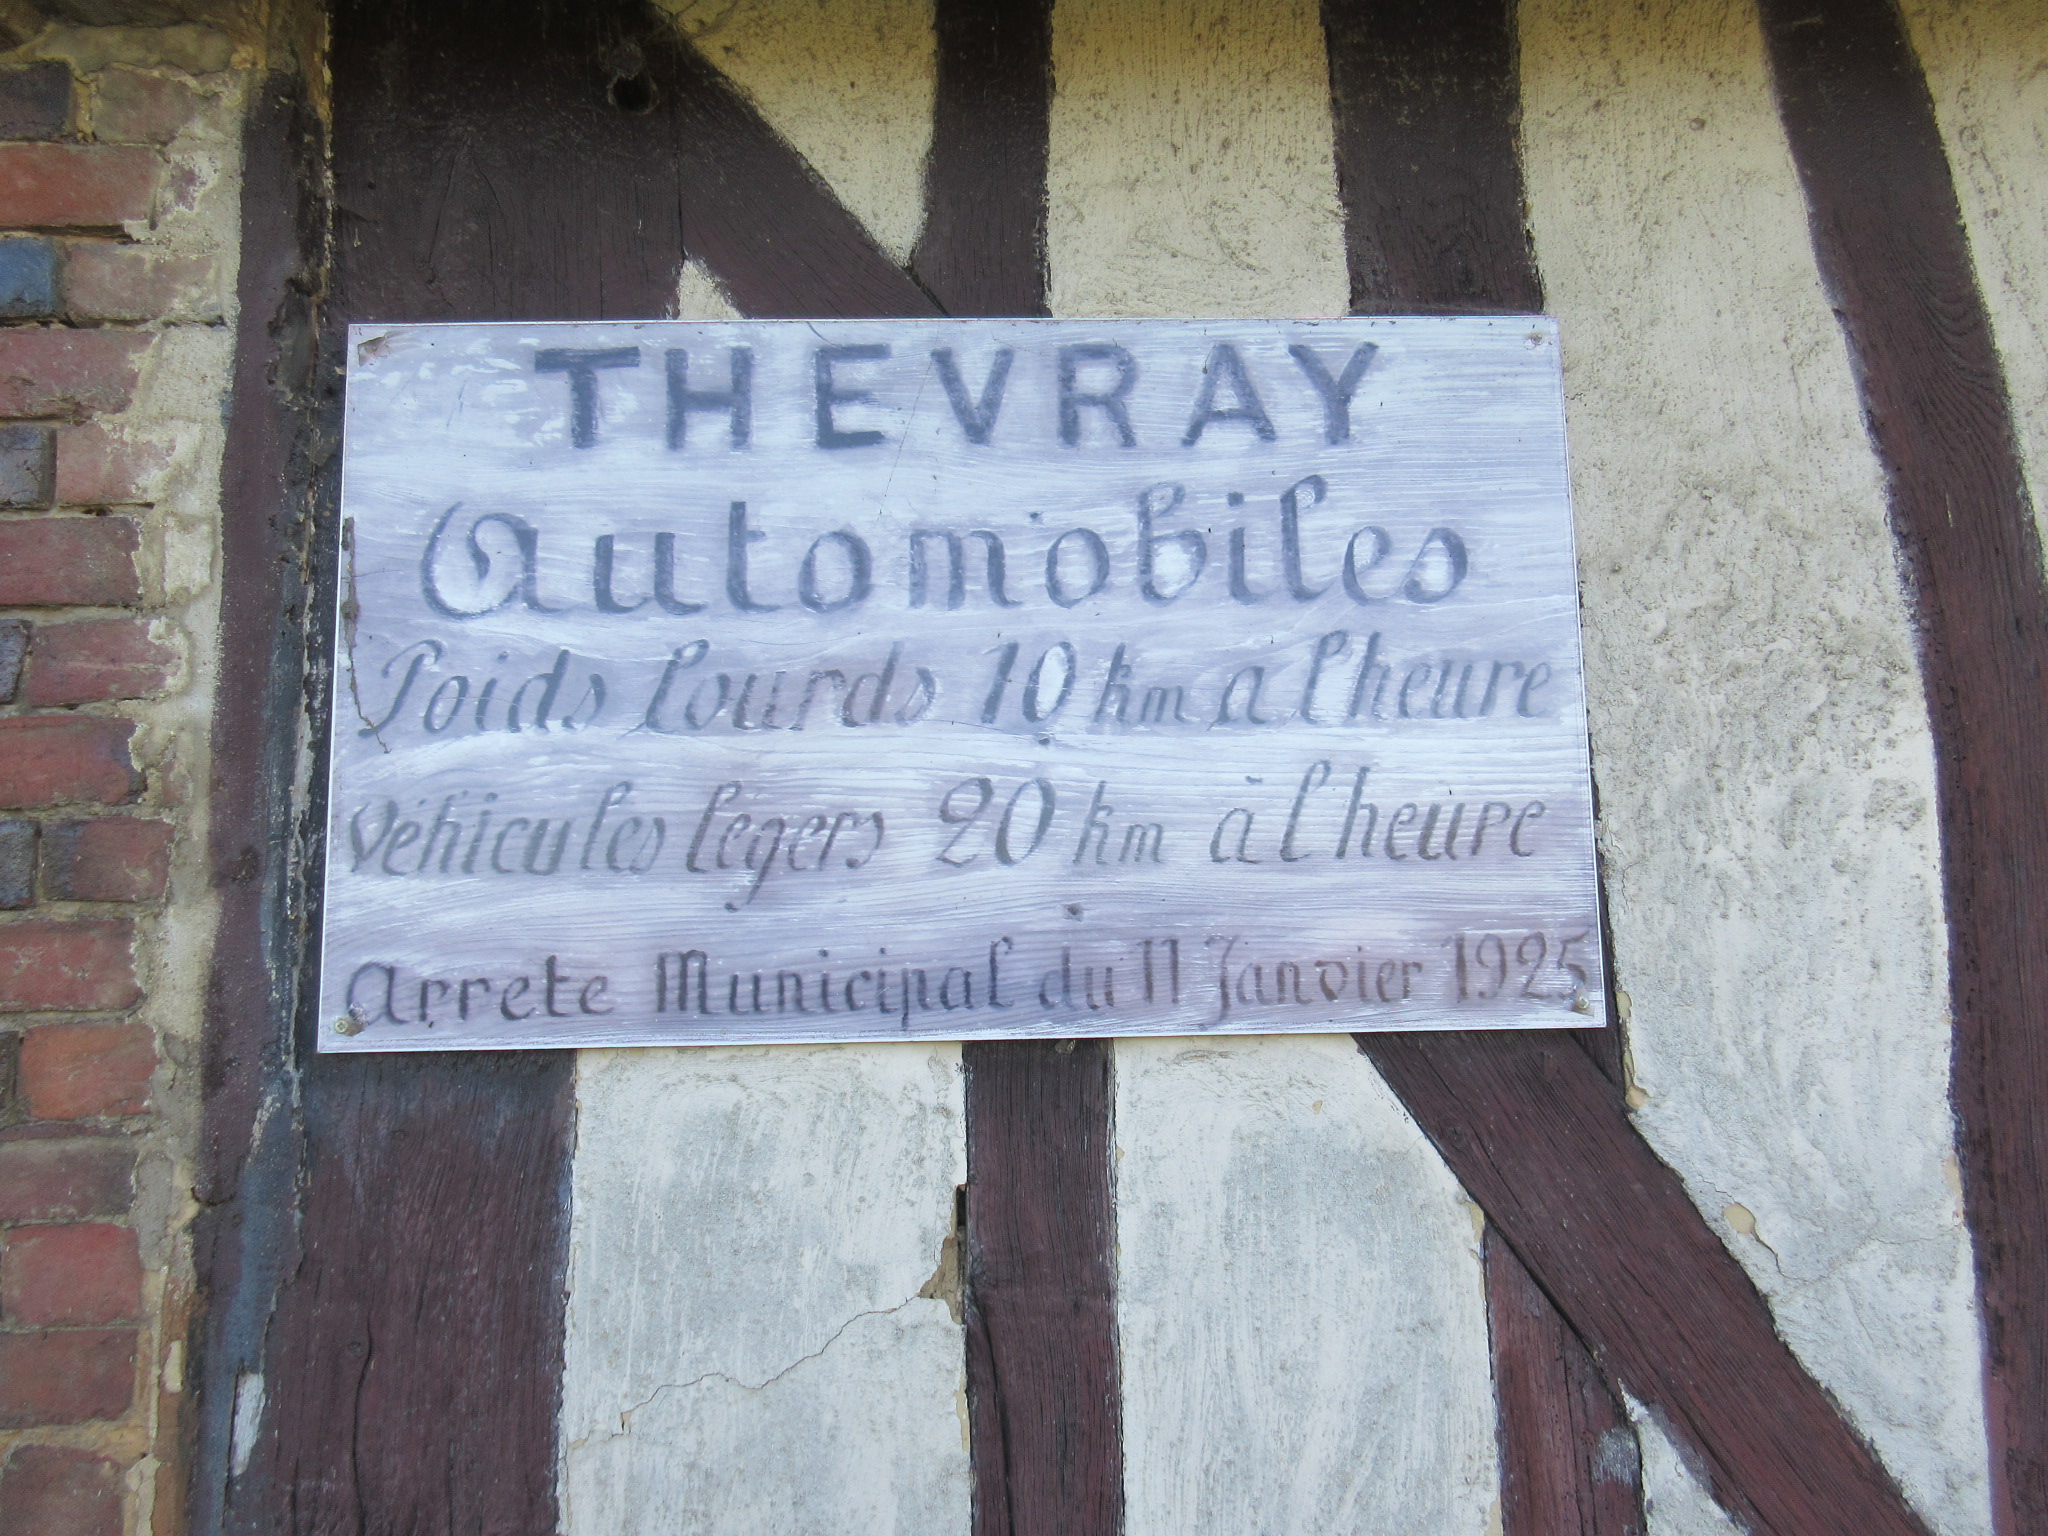 THEVRAY
Automobiles
Poids lourds 10 km a l'heure
véhicules légers 20 km à l'heure
Arrete Municipal du 11 Janvier 1925